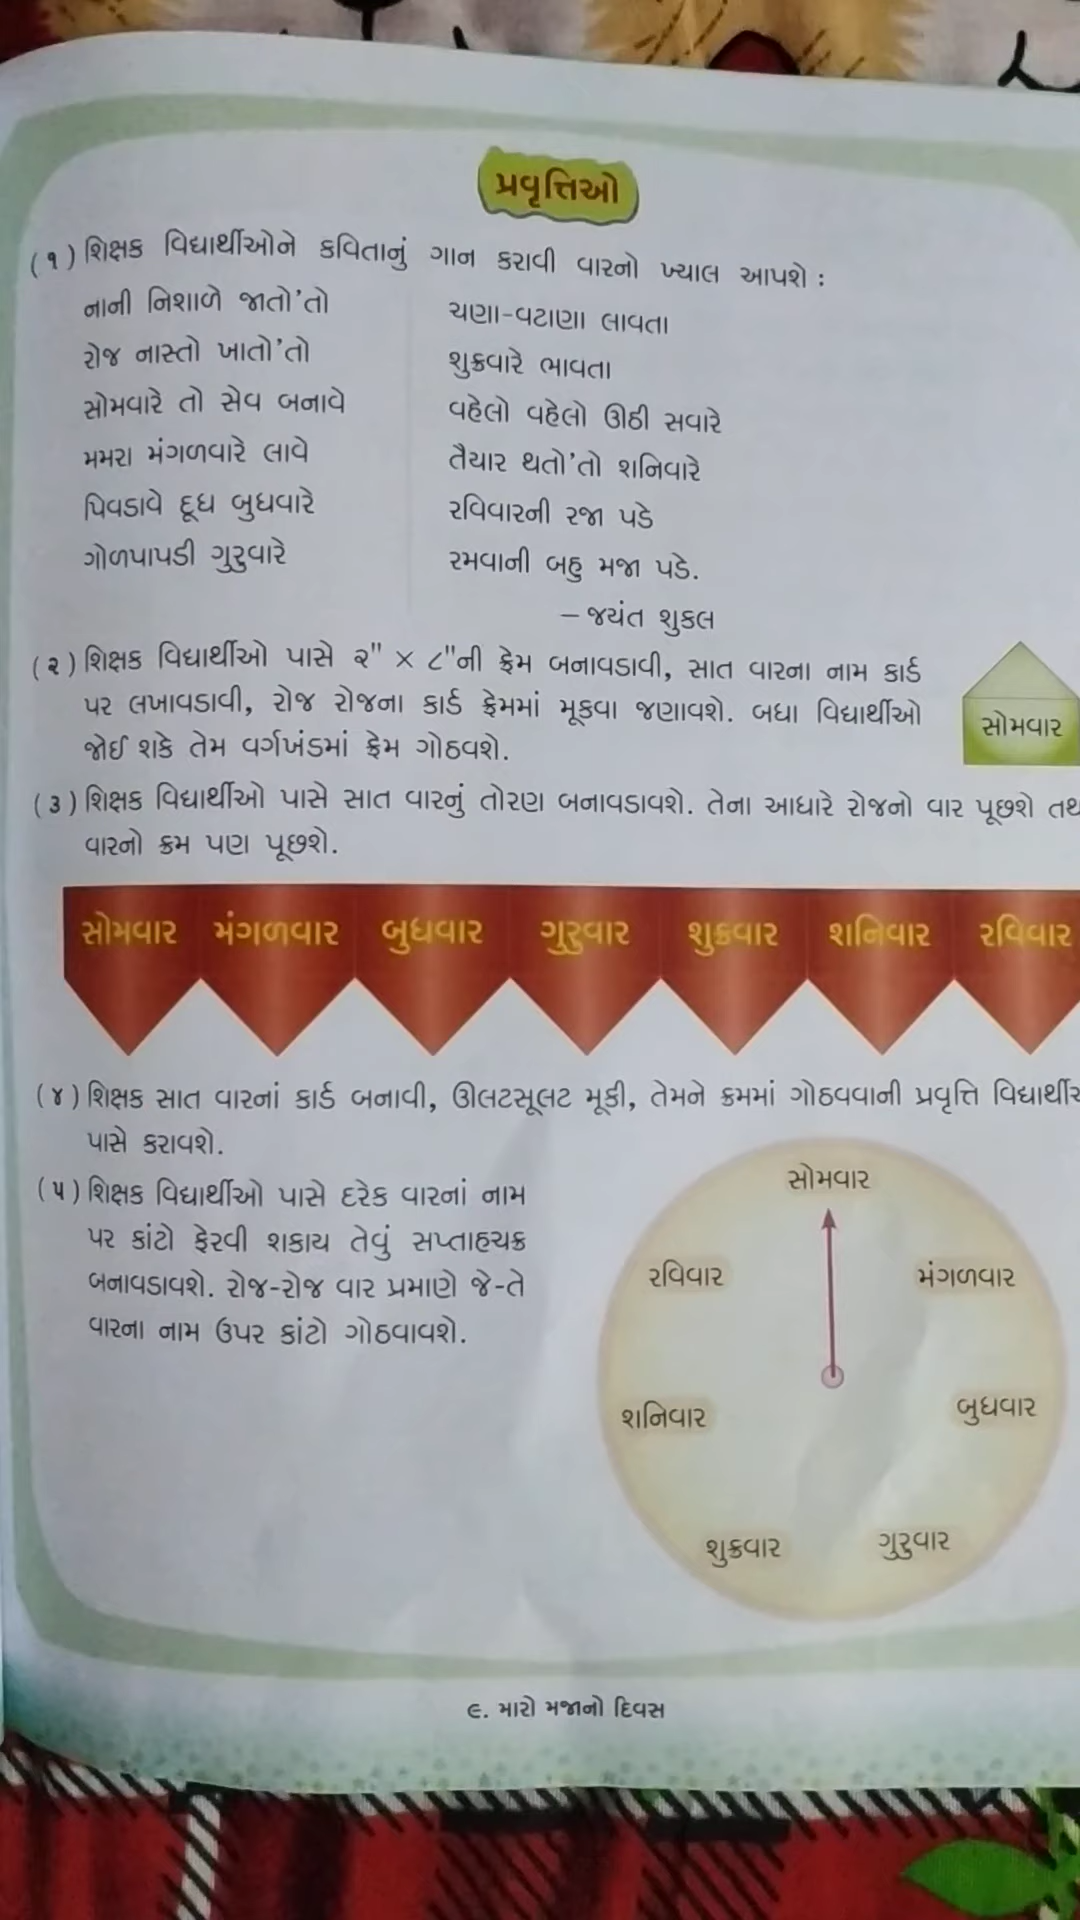 પ્રવૃત્તિઓ
(૧) શિક્ષક વિદ્યાર્થીઓને કવિતાનું ગાન કરાવી વારનો ખ્યાલ આપશે :
નાની નિશાળે જાતો'તો
રોજ નાસ્તો ખાતો'તો
સોમવારે તો સેવ બનાવે
મમરા મંગળવારે લાવે
પિવડાવે દૂધ બુધવારે
ગોળપાપડી ગુરુવારે
ચણા-વટાણા લાવતા
શુક્રવારે ભાવતા
વહેલો વહેલો ઊઠી સવારે
તૈયાર થતો'તો શનિવારે
રવિવારની રજા પડે
રમવાની બહુ મજા પડે.
– જયંત શુકલ
(૨) શિક્ષક વિદ્યાર્થીઓ પાસે ૨" × ૮"ની ફ્રેમ બનાવડાવી, સાત વારના નામ કાર્ડ
પર લખાવડાવી, રોજ રોજના કાર્ડ ફ્રેમમાં મૂકવા જણાવશે. બધા વિદ્યાર્થીઓ
જોઈ શકે તેમ વર્ગખંડમાં ફ્રેમ ગોઠવશે.
સોમવાર
(૩) શિક્ષક વિદ્યાર્થીઓ પાસે સાત વારનું તોરણ બનાવડાવશે. તેના આધારે રોજનો વાર પૂછશે
વારનો ક્રમ પણ પૂછશે.
સોમવાર મંગળવાર બુધવાર ગુરુવાર શુક્રવાર શનિવાર રવિવાર
(૪) શિક્ષક સાત વારનાં કાર્ડ બનાવી, ઊલટસૂલટ મૂકી, તેમને ક્રમમાં ગોઠવવાની પ્રવૃત્તિ
પાસે કરાવશે.
(૫) શિક્ષક વિદ્યાર્થીઓ પાસે દરેક વારનાં નામ
પર કાંટો ફેરવી શકાય તેવું સપ્તાહચક્ર
બનાવડાવશે. રોજ-રોજ વાર પ્રમાણે જે-તે
વારના નામ ઉપર કાંટો ગોઠવાવશે.
સોમવાર
રવિવાર મંગળવાર
શનિવાર બુધવાર
શુક્રવાર ગુરુવાર
૯. મારો મજાનો દિવસ